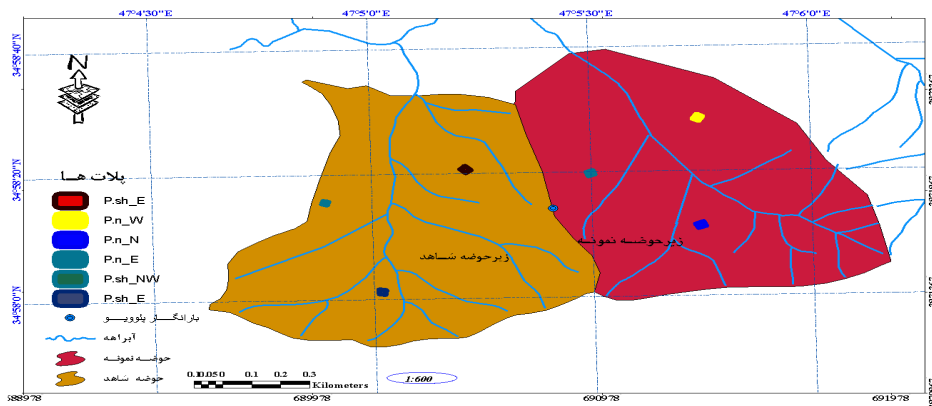 47°4'30"E 47°5'0"E 47°5'30"E 47°6'0"E
34°58'40"N
N
34°58'20"N
34°58'0"N
پلات ها
P.sh_E
P.n_W
P.n_N
P.n_E
P.sh_NW
P.sh_E
بارانگار پلوویو
آبراهه
حوضه نمونه
حوضه شاهد
زیرحوضه نمونه
زیرحوضه شاهد
0.1 0.05 0 0.1 0.2 0.3
Kilometers
1:600
688978 689978 690978 691978